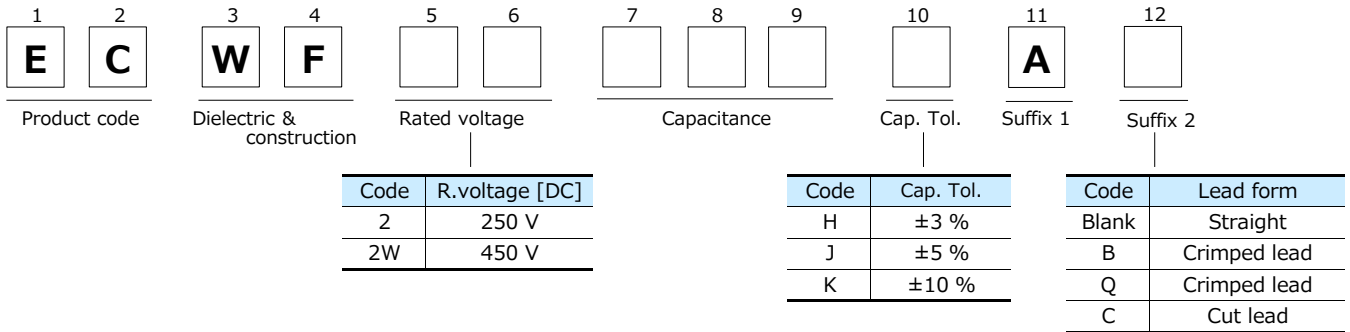 1 2 3 4 5 6 7 8 9 10 11 12
E C W F A
Product code Dielectric & Rated voltage Capacitance Cap. Tol. Suffix 1 Suffix 2
construction
Code R.voltage [DC] Code Cap. Tol. Code Lead form
2 250 V H ±3 % Blank Straight
2W 450 V J ±5 % B Crimped lead
K ±10 % Q Crimped lead
C Cut lead